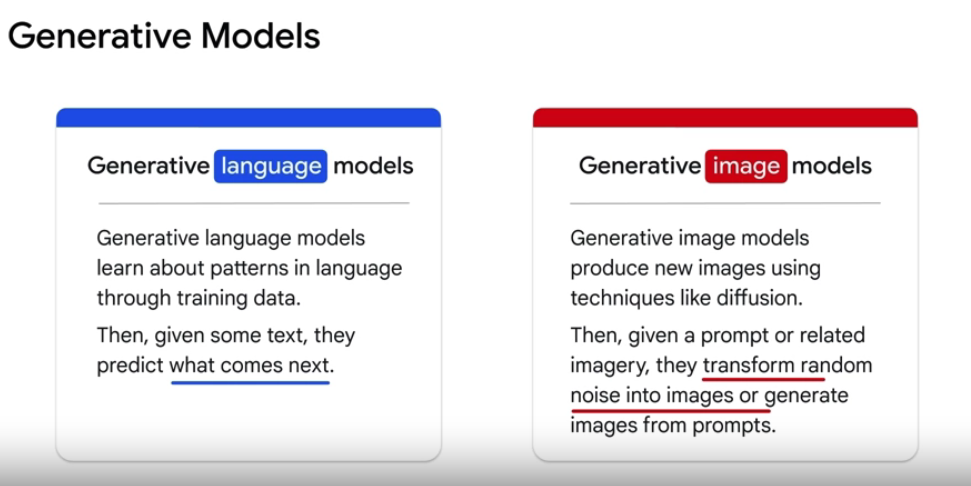 Generative Models
Generative language models
Generative language models
learn about patterns in language
through training data.
Then, given some text, they
predict what comes next.
Generative image models
Generative image models
produce new images using
techniques like diffusion.
Then, given a prompt or related
imagery, they transform random
noise into images or generate
images from prompts.